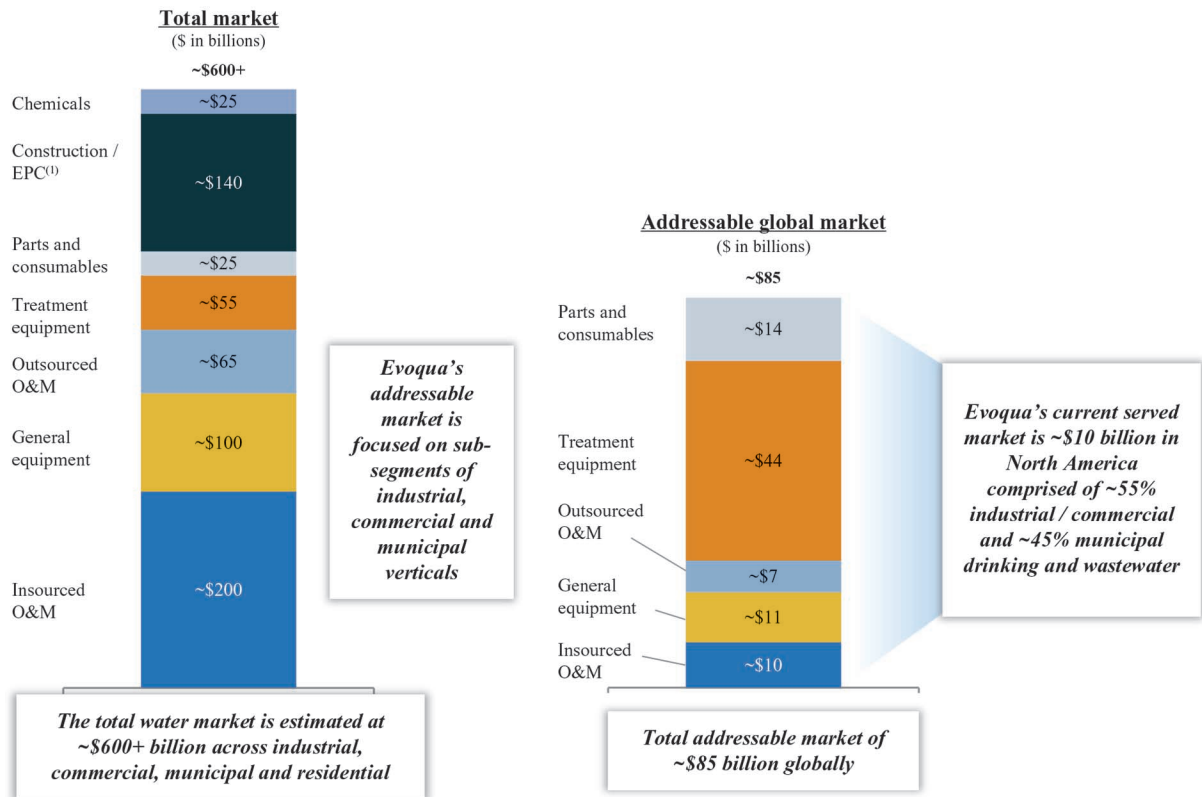 Total market
($ in billions)
~$600+
Chemicals
~$25
Construction /
EPC(1)
~$140
Parts and
consumables
~$25
Treatment
equipment
~$55
Outsourced
O&M
~$65
General
equipment
~$100
Insourced
O&M
~$200
The total water market is estimated at
~$600+ billion across industrial,
commercial, municipal and residential
Evoqua's
addressable
market is
focused on sub-
segments of
industrial,
commercial and
municipal
verticals
Addressable global market
($ in billions)
~$85
Parts and
consumables
~$14
Treatment
equipment
~$44
Outsourced
O&M
~$7
General
equipment
~$11
Insourced
O&M
~$10
Total addressable market of
~$85 billion globally
Evoqua's current served
market is ~$10 billion in
North America
comprised of ~55%
industrial / commercial
and ~45% municipal
drinking and wastewater